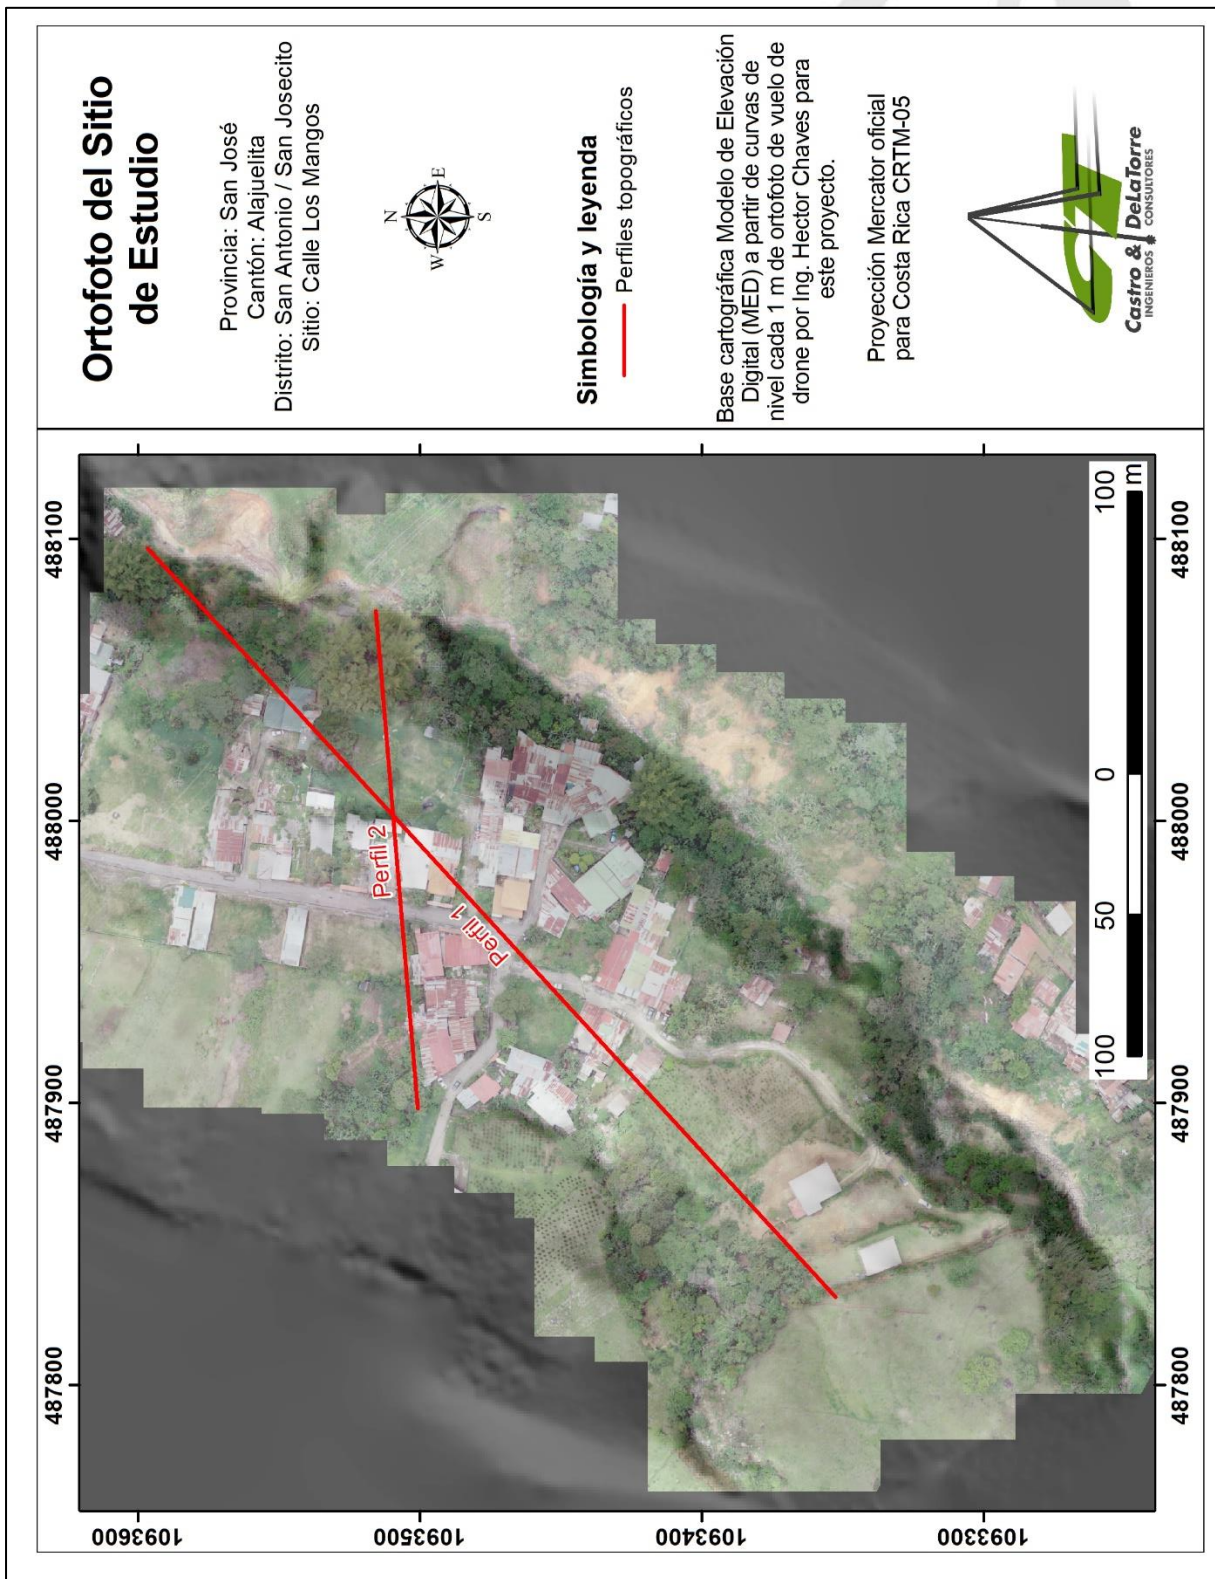 Ortofoto del Sitio
de Estudio
Provincia: San José
Cantón: Alajuelita
Distrito: San Antonio / San Josecito
Sitio: Calle Los Mangos
N
W
E
S
Simbología y leyenda
Perfiles topográficos
Base cartográfica Modelo de Elevación
Digital (MED) a partir de curvas de
nivel cada 1 m de ortofoto de vuelo de
drone por Ing. Hector Chaves para
este proyecto.
Proyección Mercator oficial
para Costa Rica CRTM-05
Castro & DeLaTorre
INGENIEROS CONSULTORES
487800
487900
488000
488100
1093600
1093500
1093400
1093300
Perfil 2
Perfil 1
100
50
0
100
m
487800
487900
488000
488100